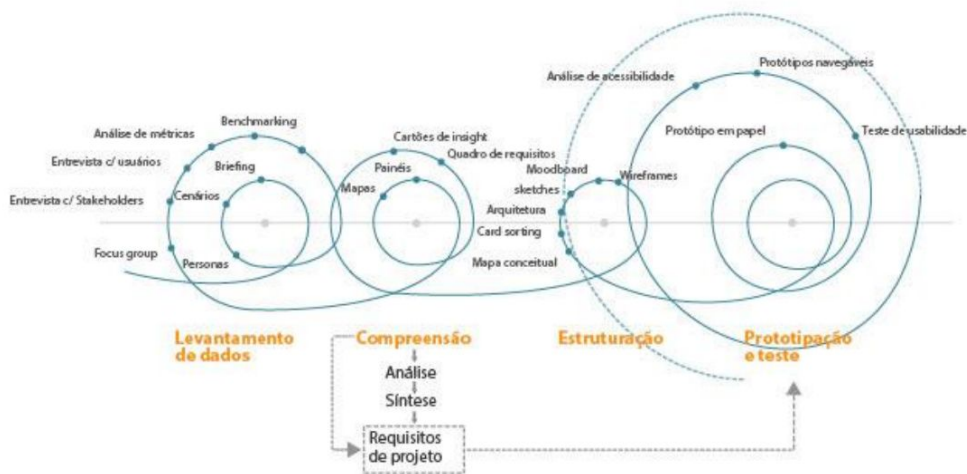 Análise de acessibilidade
Protótipos navegáveis
Análise de métricas
Benchmarking
Cartões de insight
Protótipo em papel
Teste de usabilidade
Entrevista c/ usuários
Briefing
Painéis
Quadro de requisitos
Moodboard
Wireframes
Entrevista c/ Stakeholders
Cenários
Mapas
sketches
Arquitetura
Card sorting
Focus group
Personas
Mapa conceitual
Levantamento
de dados
Compreensão
Estruturação
Prototipação
e teste
Análise
Síntese
Requisitos
de projeto